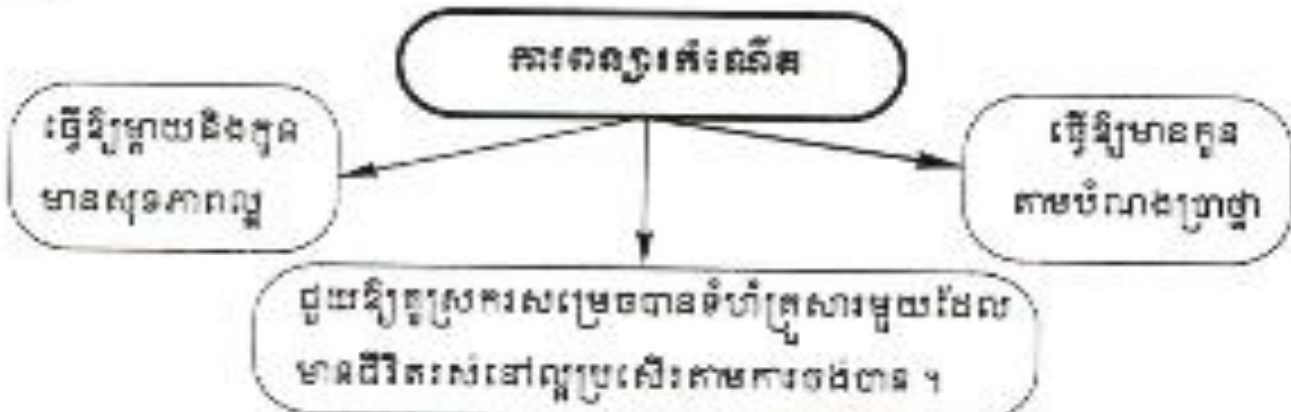 ការពន្យារកំណើត
ធ្វើឱ្យម្តាយនិងកូន
មានសុខភាពល្អ
ធ្វើឱ្យមានកូន
តាមបំណងប្រាថ្នា
ជួយឱ្យគូស្រករសម្រេចបានទំហំគ្រួសារមួយដែល
មានជីវិតរស់នៅល្អប្រសើរតាមការចង់បាន ។